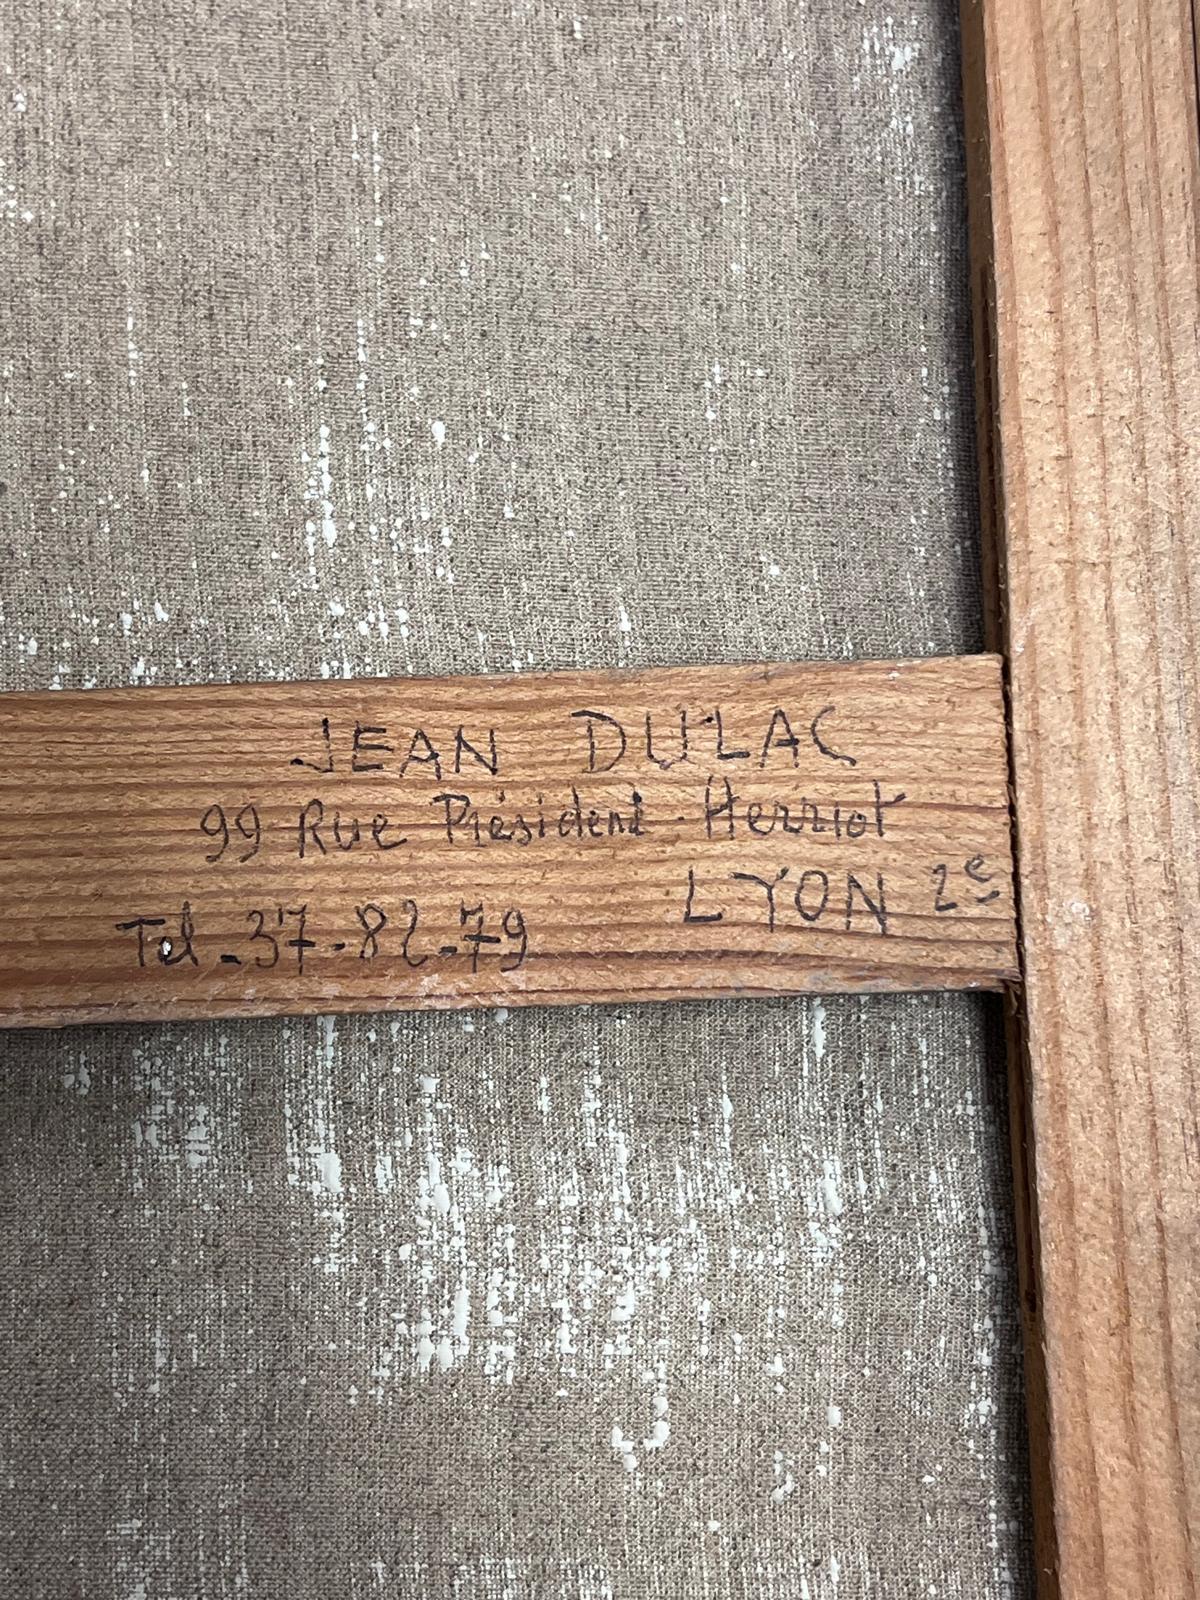 JEAN DULAC
99 Rue Président Herriot
LYON 2e
Tel - 37-82-79